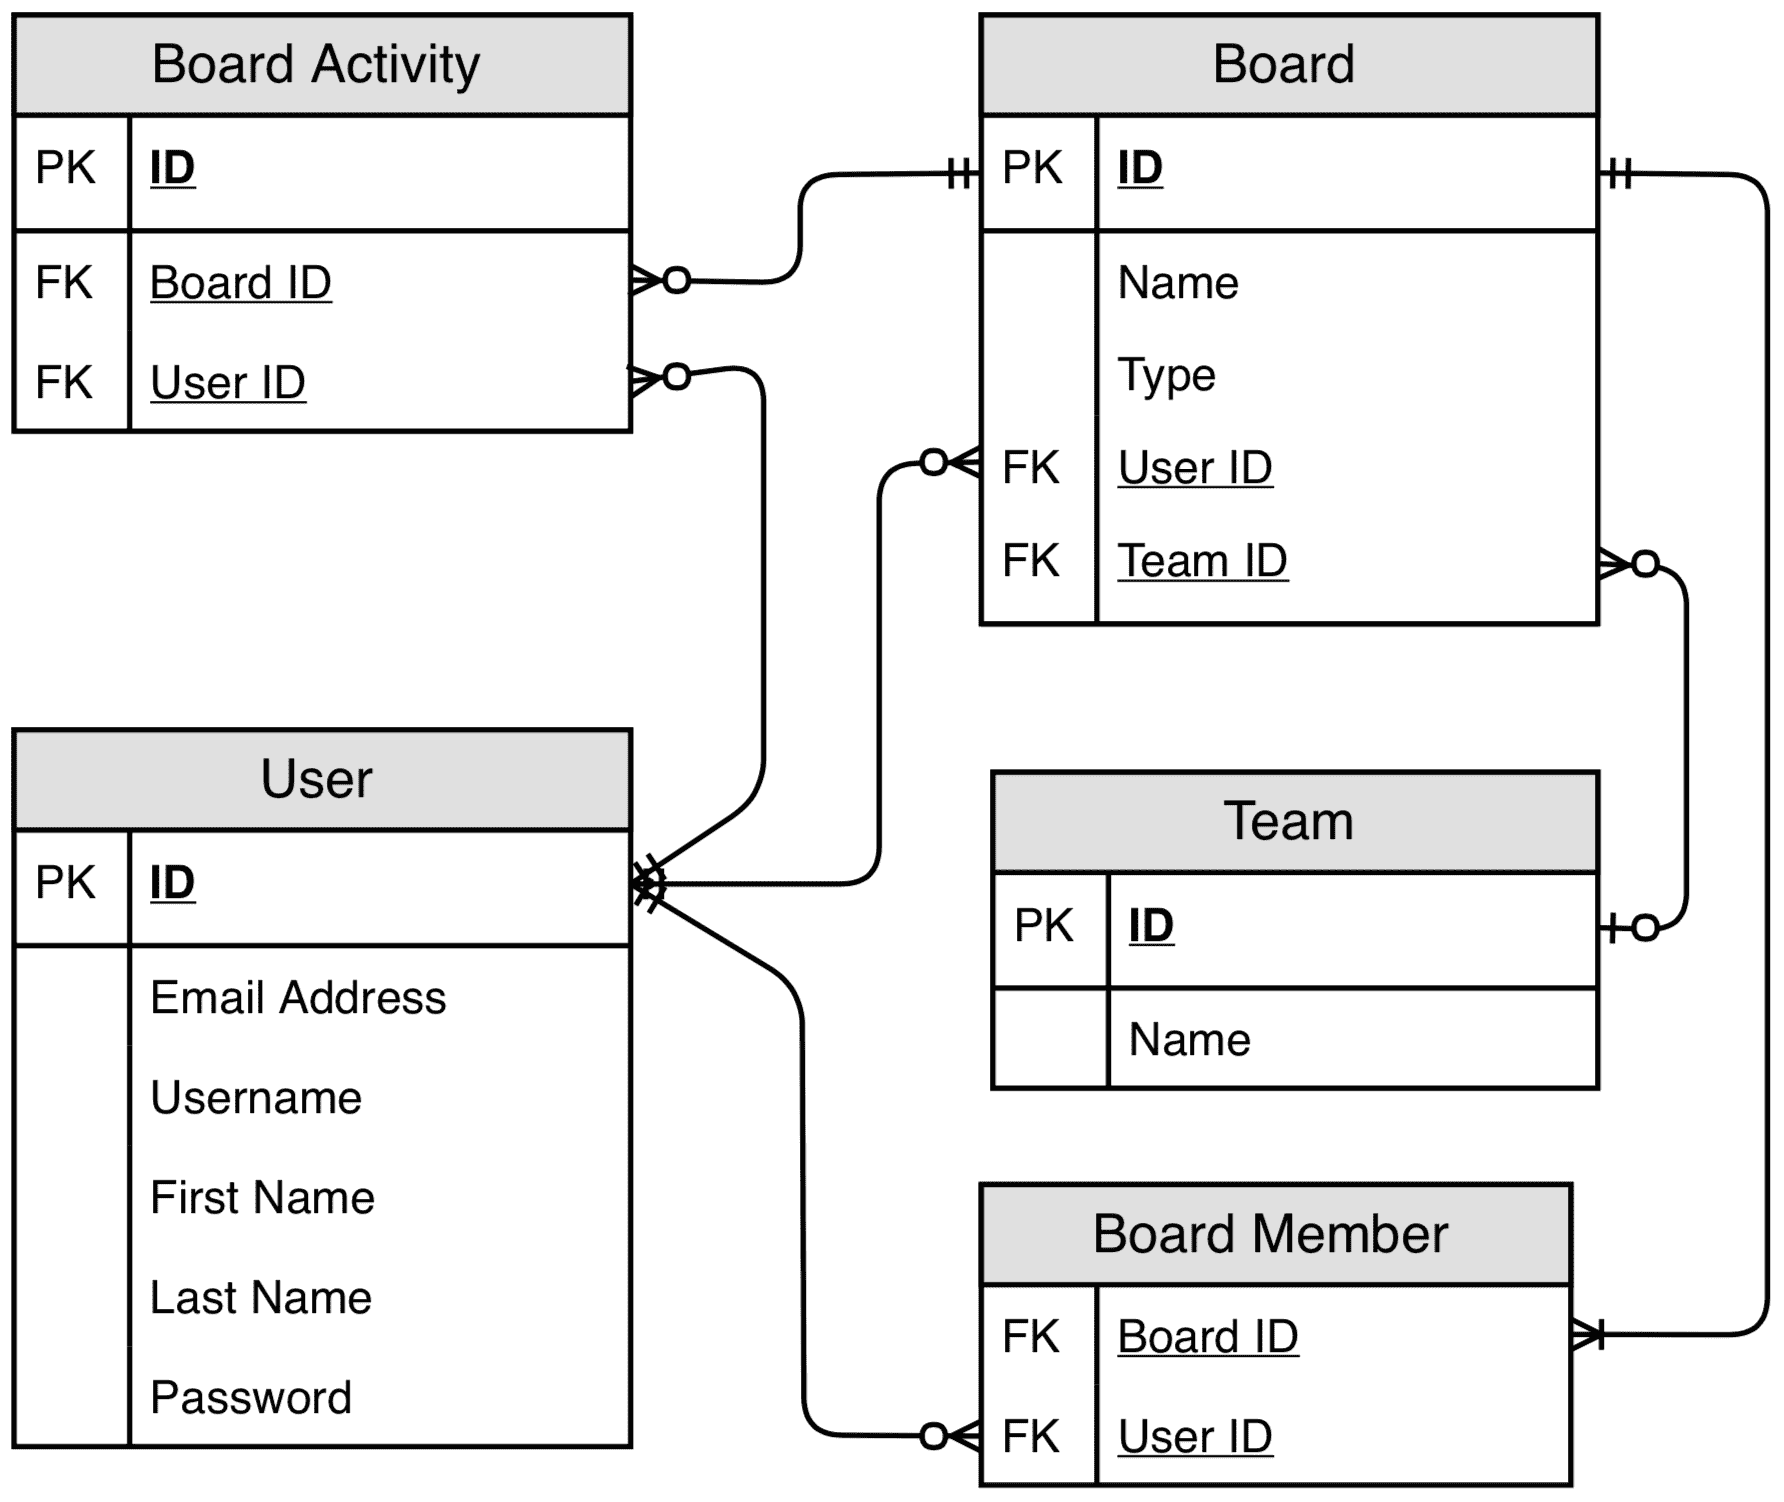 Board Activity
PK ID
FK Board ID
FK User ID
Board
PK ID
Name
Type
FK User ID
FK Team ID
User
PK ID
Email Address
Username
First Name
Last Name
Password
Team
PK ID
Name
Board Member
FK Board ID
FK User ID